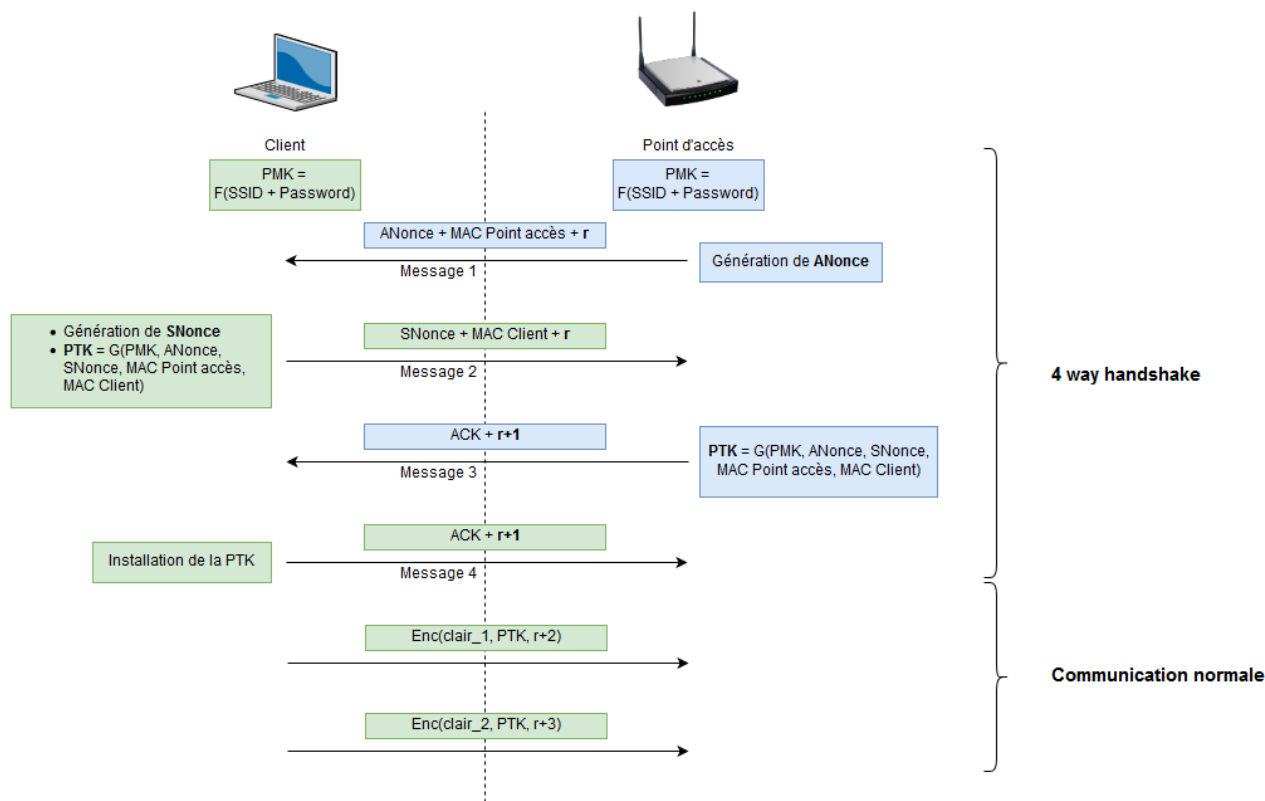 Client
Point d'accès
PMK =
F(SSID + Password)
PMK =
F(SSID + Password)
ANonce + MAC Point accès + r
Message 1
Génération de ANonce
• Génération de SNonce
• PTK = G(PMK, ANonce,
SNonce, MAC Point accès,
MAC Client)
SNonce + MAC Client + r
Message 2
4 way handshake
ACK + r+1
Message 3
PTK = G(PMK, ANonce, SNonce,
MAC Point accès, MAC Client)
Installation de la PTK
ACK + r+1
Message 4
Enc(clair_1, PTK, r+2)
Communication normale
Enc(clair_2, PTK, r+3)